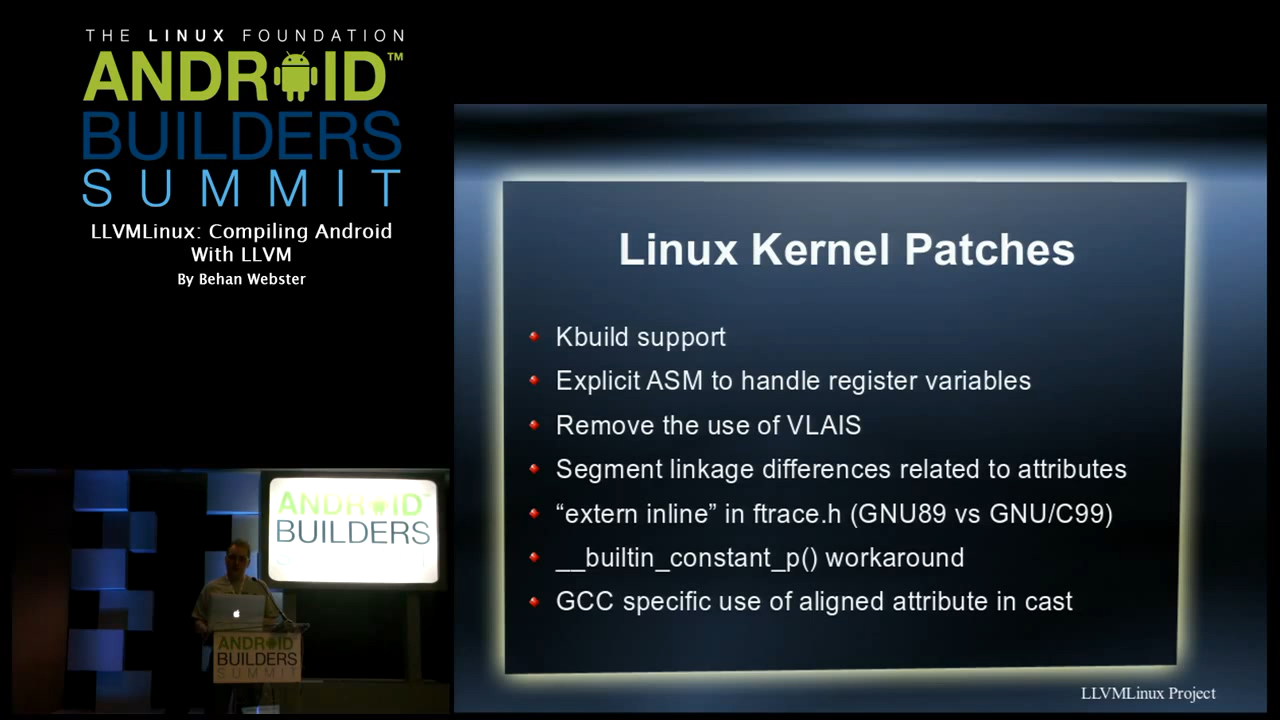 THE LINUX FOUNDATION
ANDROID™
BUILDERS
SUMMIT
LLVMLinux: Compiling Android
With LLVM
By Behan Webster
Linux Kernel Patches
Kbuild support
Explicit ASM to handle register variables
Remove the use of VLAIS
Segment linkage differences related to attributes
“extern inline” in ftrace.h (GNU89 vs GNU/C99)
__builtin_constant_p() workaround
GCC specific use of aligned attribute in cast
LLVMLinux Project
ANDROID™
BUILDERS
ANDROID
BUILDERS
SUMMIT